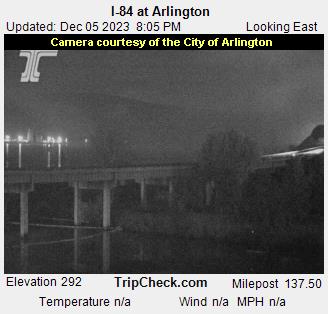 I-84 at Arlington
Updated: Dec 05 2023 8:05 PM Looking East
Camera courtesy of the City of Arlington
Elevation 292 TripCheck.com Milepost 137.50
Temperature n/a Wind n/a MPH n/a